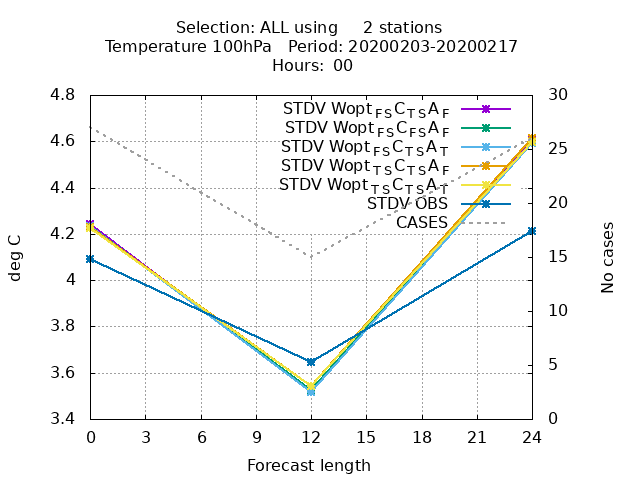 Selection: ALL using 2 stations
Temperature 100hPa Period: 20200203-20200217
Hours: 00
STDV Wopt_FS C_TS A_F
STDV Wopt_FS C_FS A_F
STDV Wopt_FS C_TS A_T
STDV Wopt_TS C_TS A_F
STDV Wopt_TS C_TS A_T
STDV OBS
CASES
4.8
4.6
4.4
4.2
4
3.8
3.6
3.4
30
25
20
15
10
5
0
deg C
No cases
0 3 6 9 12 15 18 21 24
Forecast length